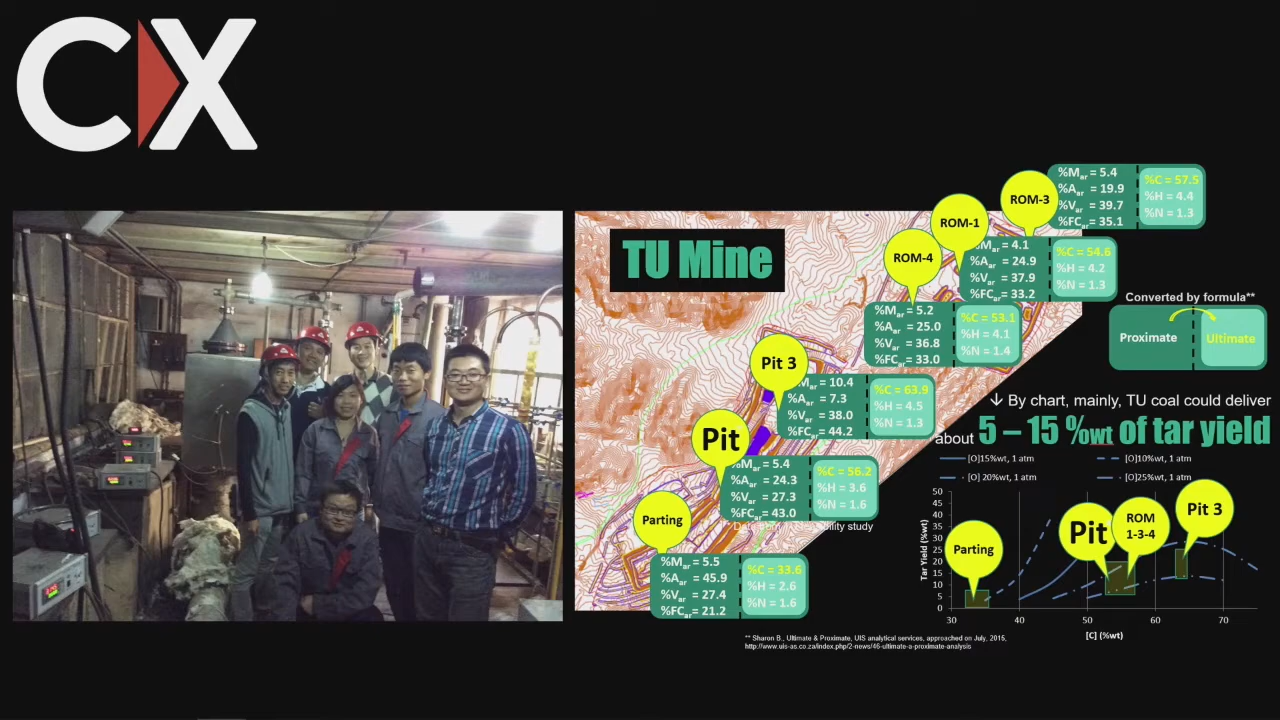 CX
TU Mine
ROM-3
%Mar = 5.4
%Aar = 19.9
%Var = 39.7
%FCar = 35.1
%C = 57.5
%H = 4.4
%N = 1.3
ROM-1
%Mar = 4.1
%Aar = 24.9
%Var = 37.9
%FCar = 33.2
%C = 54.6
%H = 4.2
%N = 1.3
ROM-4
%Mar = 5.2
%Aar = 25.0
%Var = 36.8
%FCar = 33.0
%C = 53.1
%H = 4.1
%N = 1.4
Pit 3
%Mar = 10.4
%Aar = 7.3
%Var = 38.0
%FCar = 44.2
%C = 63.9
%H = 4.5
%N = 1.3
Pit
%Mar = 5.4
%Aar = 24.3
%Var = 27.3
%FCar = 43.0
%C = 56.2
%H = 3.6
%N = 1.6
Parting
%Mar = 5.5
%Aar = 45.9
%Var = 27.4
%FCar = 21.2
%C = 33.6
%H = 2.6
%N = 1.6
study
Converted by formula**
Proximate
Ultimate
↓ By chart, mainly, TU coal could deliver
about 5 – 15 %wt of tar yield
[O]15%wt, 1 atm
[O]10%wt, 1 atm
[O] 20%wt, 1 atm
[O]25%wt, 1 atm
Tar Yield (%wt)
50
45
40
35
30
25
20
15
10
5
0
Parting
Pit
ROM
1-3-4
Pit 3
30 40 50 60 70
[C] (%wt)
** Sharon B., Ultimate & Proximate, UIS analytical services, approached on July, 2015,
http://www.uis-as.co.za/index.php/2-news/46-ultimate-a-proximate-analysis